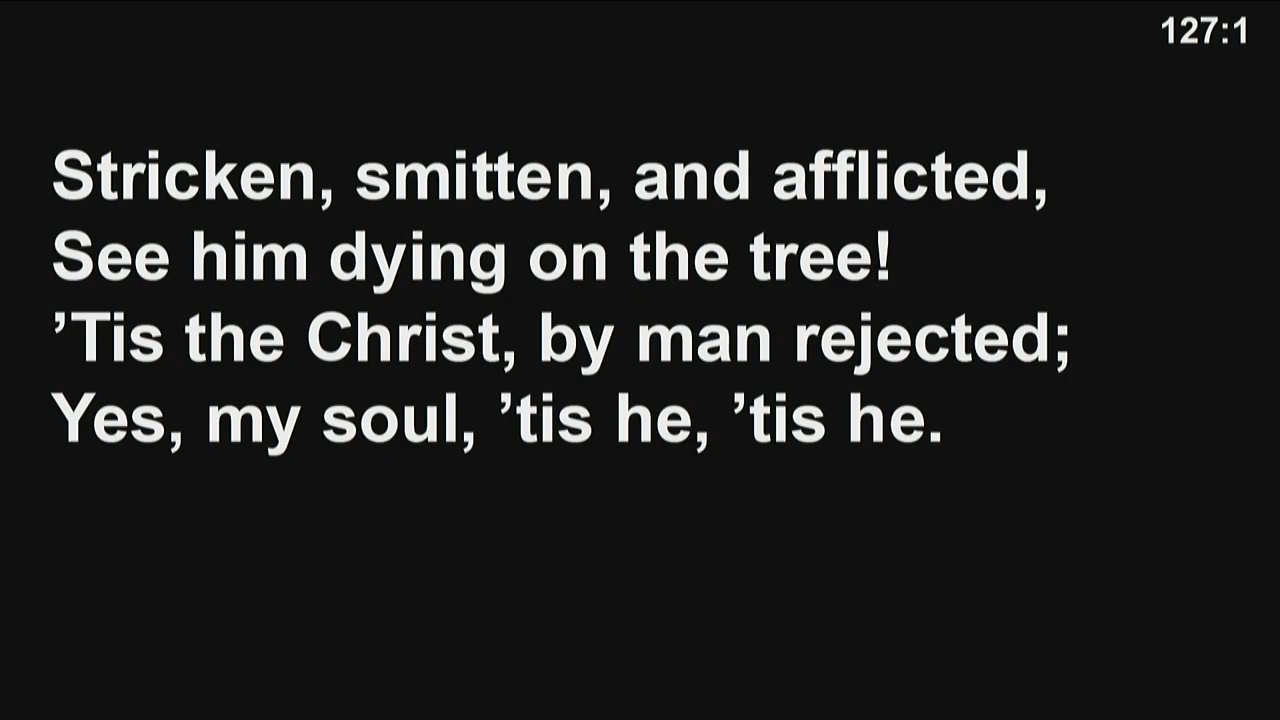 127:1
Stricken, smitten, and afflicted,
See him dying on the tree!
’Tis the Christ, by man rejected;
Yes, my soul, ’tis he, ’tis he.